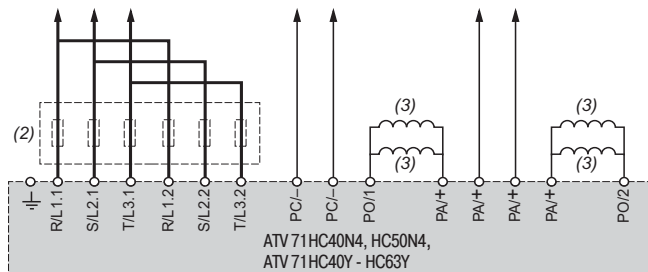 (3)
(3)
(2)
(3)
(3)
R/L1.1
S/L2.1
T/L3.1
R/L1.2
S/L2.2
T/L3.2
PC/–
PC/–
PO/1
PA/+
PA/+
PA/+
PA/+
PO/2
ATV 71HC40N4, HC50N4,
ATV 71HC40Y - HC63Y